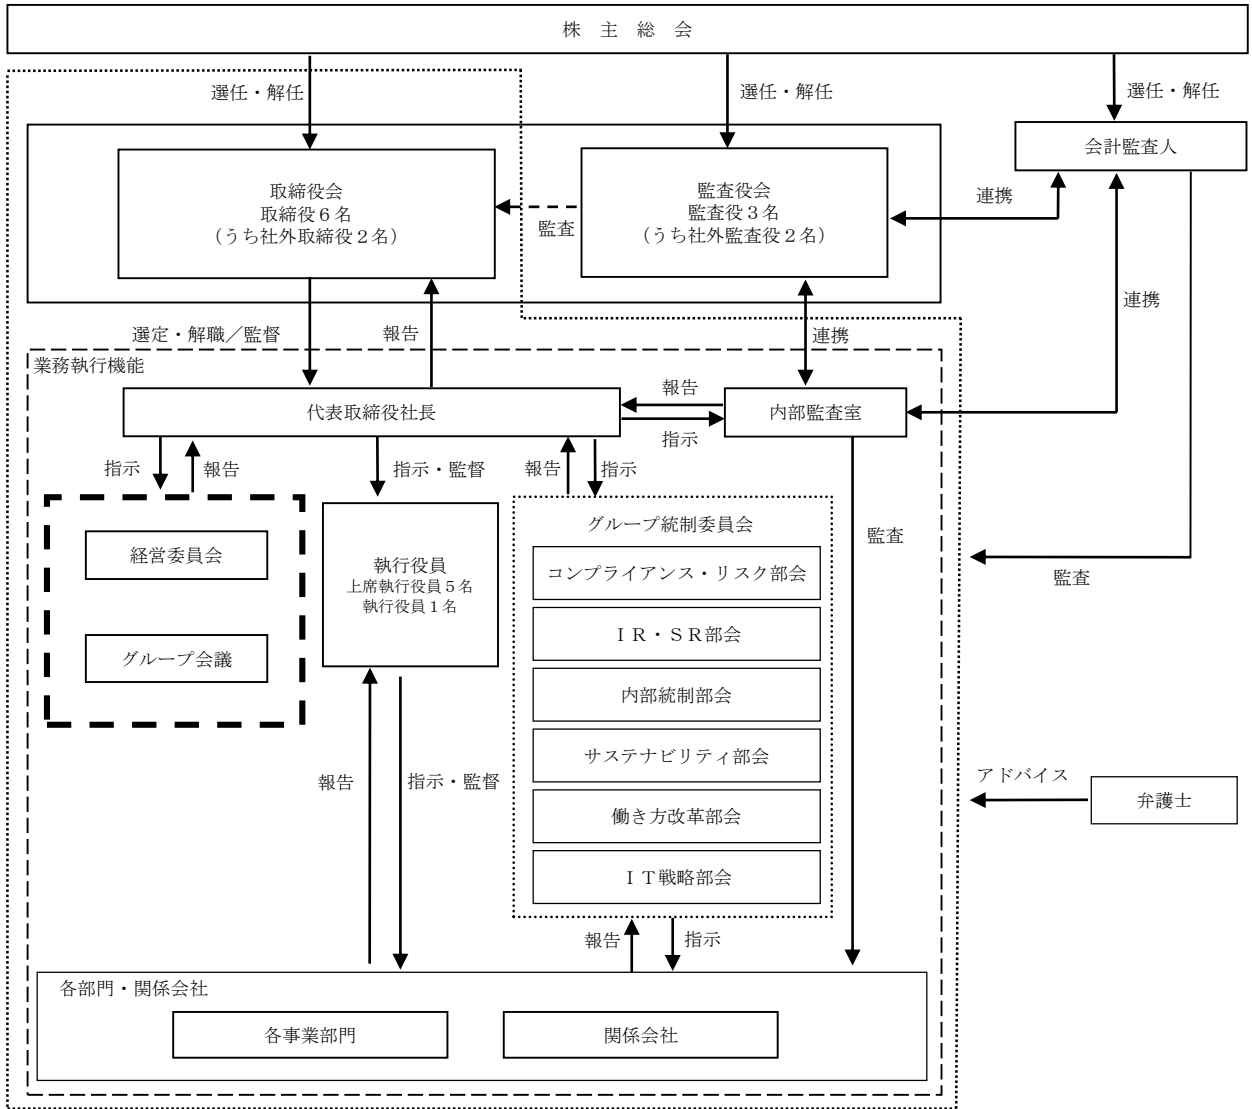 株　主　総　会
選任・解任
選任・解任
選任・解任
会計監査人
取締役会
取締役６名
（うち社外取締役２名）
監査
監査役会
監査役３名
（うち社外監査役２名）
連携
連携
選定・解職／監督
報告
連携
業務執行機能
代表取締役社長
報告
指示
内部監査室
指示
報告
指示・監督
報告
指示
経営委員会
グループ会議
執行役員
上席執行役員５名
執行役員１名
グループ統制委員会
コンプライアンス・リスク部会
ＩＲ・ＳＲ部会
内部統制部会
サステナビリティ部会
働き方改革部会
ＩＴ戦略部会
監査
監査
報告
指示・監督
アドバイス
弁護士
報告
指示
各部門・関係会社
各事業部門
関係会社